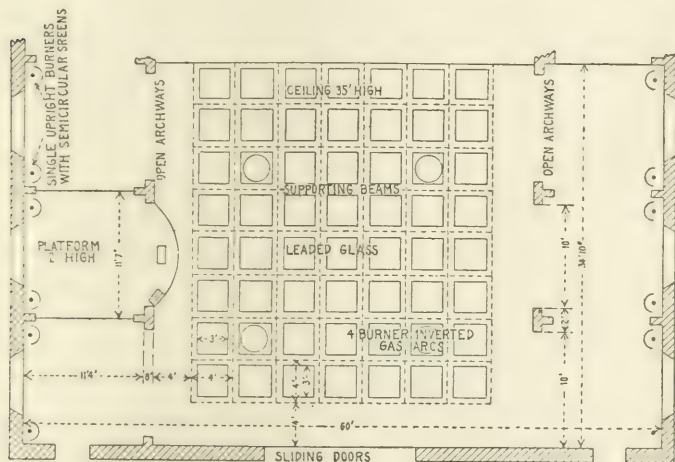 SINGLE UPRIGHT BURNERS
WITH SEMICIRCULAR SREENS
OPEN ARCHWAYS
CEILING 35' HIGH
OPEN ARCHWAYS
SUPPORTING BEAMS
PLATFORM
HIGH
11'7"
LEADED GLASS
10'
34'10"
2'
4 BURNER INVERTED
GAS ARCS
3'
11'4"
8"
4'
4'
4'
3'
10'
4'
60'
SLIDING DOORS